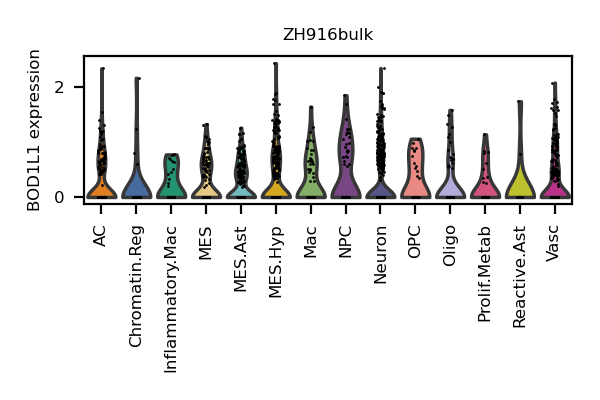 ZH916bulk
BOD1L1 expression
2
0
AC
Chromatin.Reg
Inflammatory.Mac
MES
MES.Ast
MES.Hyp
Mac
NPC
Neuron
OPC
Oligo
Prolif.Metab
Reactive.Ast
Vasc